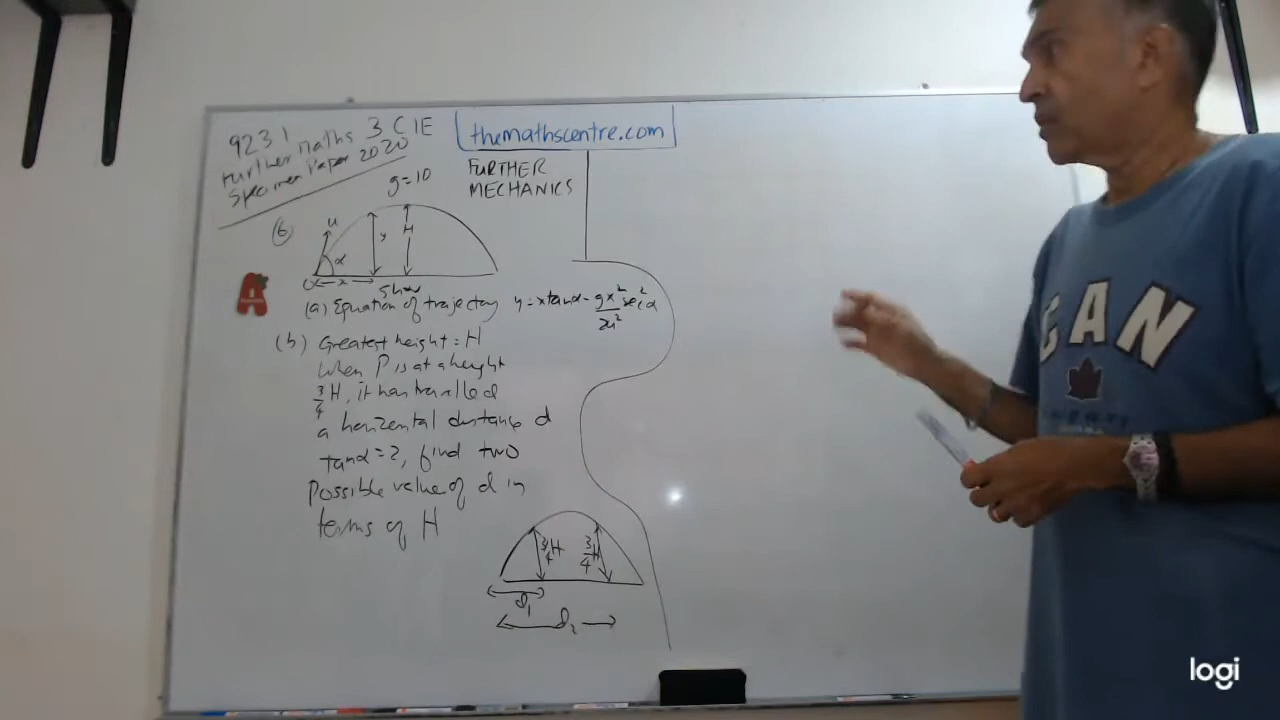 9231
Further Maths 3 CIE
Specimen Paper 2020
themathscentre.com
FURTHER
MECHANICS
g=10
6
u
α
y
H
O
x
Show
(a) Equation of trajectory y = x tanα - gx² sec²α
2u²
(b) Greatest height = H
When P is at a height
3/4 H, it has travelled
a horizontal distance d
tanα=2, find two
possible value of d in
terms of H
3/4 H
3/4 H
d₁
d₂
CAN
logi